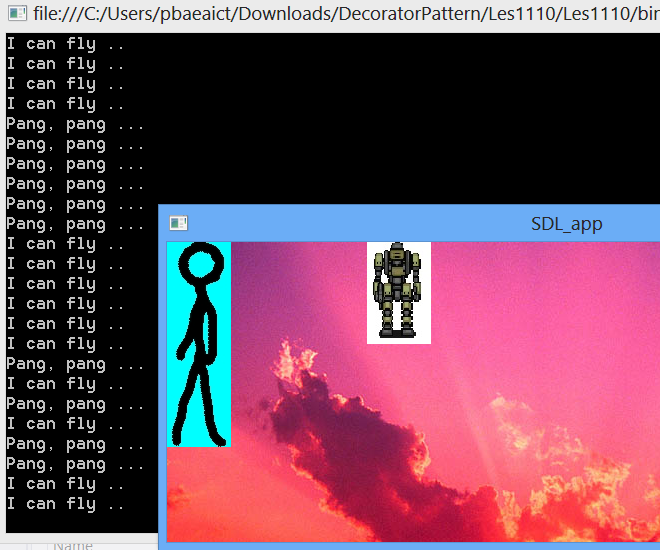 file:///C:/Users/pbaeaict/Downloads/DecoratorPattern/Les1110/Les1110/bin
I can fly ..
I can fly ..
I can fly ..
I can fly ..
Pang, pang ...
Pang, pang ...
Pang, pang ...
Pang, pang ...
Pang, pang ...
Pang, pang ...
I can fly ..
I can fly ..
I can fly ..
I can fly ..
I can fly ..
I can fly ..
Pang, pang ...
I can fly ..
Pang, pang ...
I can fly ..
Pang, pang ...
Pang, pang ...
I can fly ..
I can fly ..
SDL_app
Name